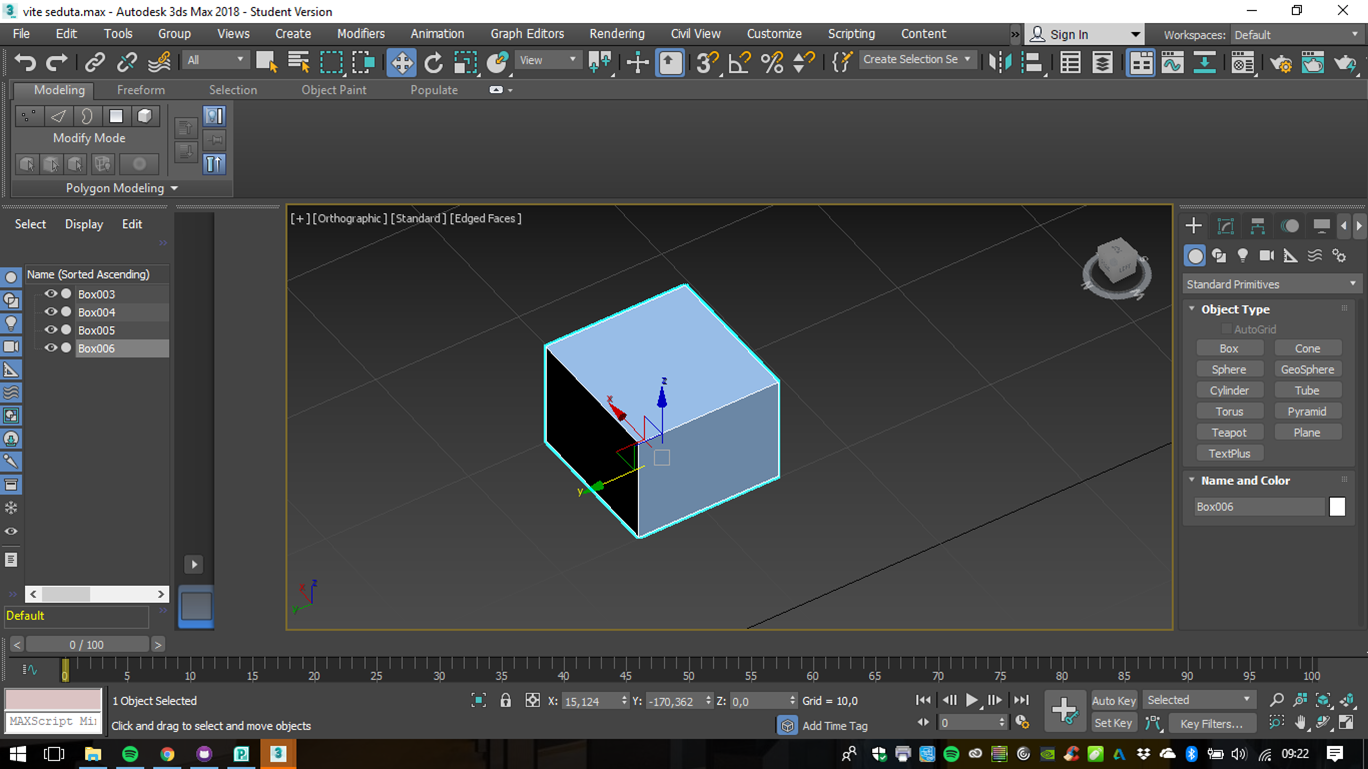 vite seduta.max - Autodesk 3ds Max 2018 - Student Version
File Edit Tools Group Views Create Modifiers Animation Graph Editors Rendering Civil View Customize Scripting Content » Sign In Workspaces: Default
All View Create Selection Se
Modeling Freeform Selection Object Paint Populate
Modify Mode
Polygon Modeling
Select Display Edit
[+] [Orthographic] [Standard] [Edged Faces]
Name (Sorted Ascending)
Box003
Box004
Box005
Box006
Default
x
y
z
x
y
z
Standard Primitives
Object Type
AutoGrid
Box Cone
Sphere GeoSphere
Cylinder Tube
Torus Pyramid
Teapot Plane
TextPlus
Name and Color
Box006
< 0 / 100 >
0 5 10 15 20 25 30 35 40 45 50 55 60 65 70 75 80 85 90 95 100
1 Object Selected X: 15,124 Y: -170,362 Z: 0,0 Grid = 10,0 Auto Key Selected
MAXScript Mi Click and drag to select and move objects Add Time Tag 0 Set Key Key Filters...
09:22